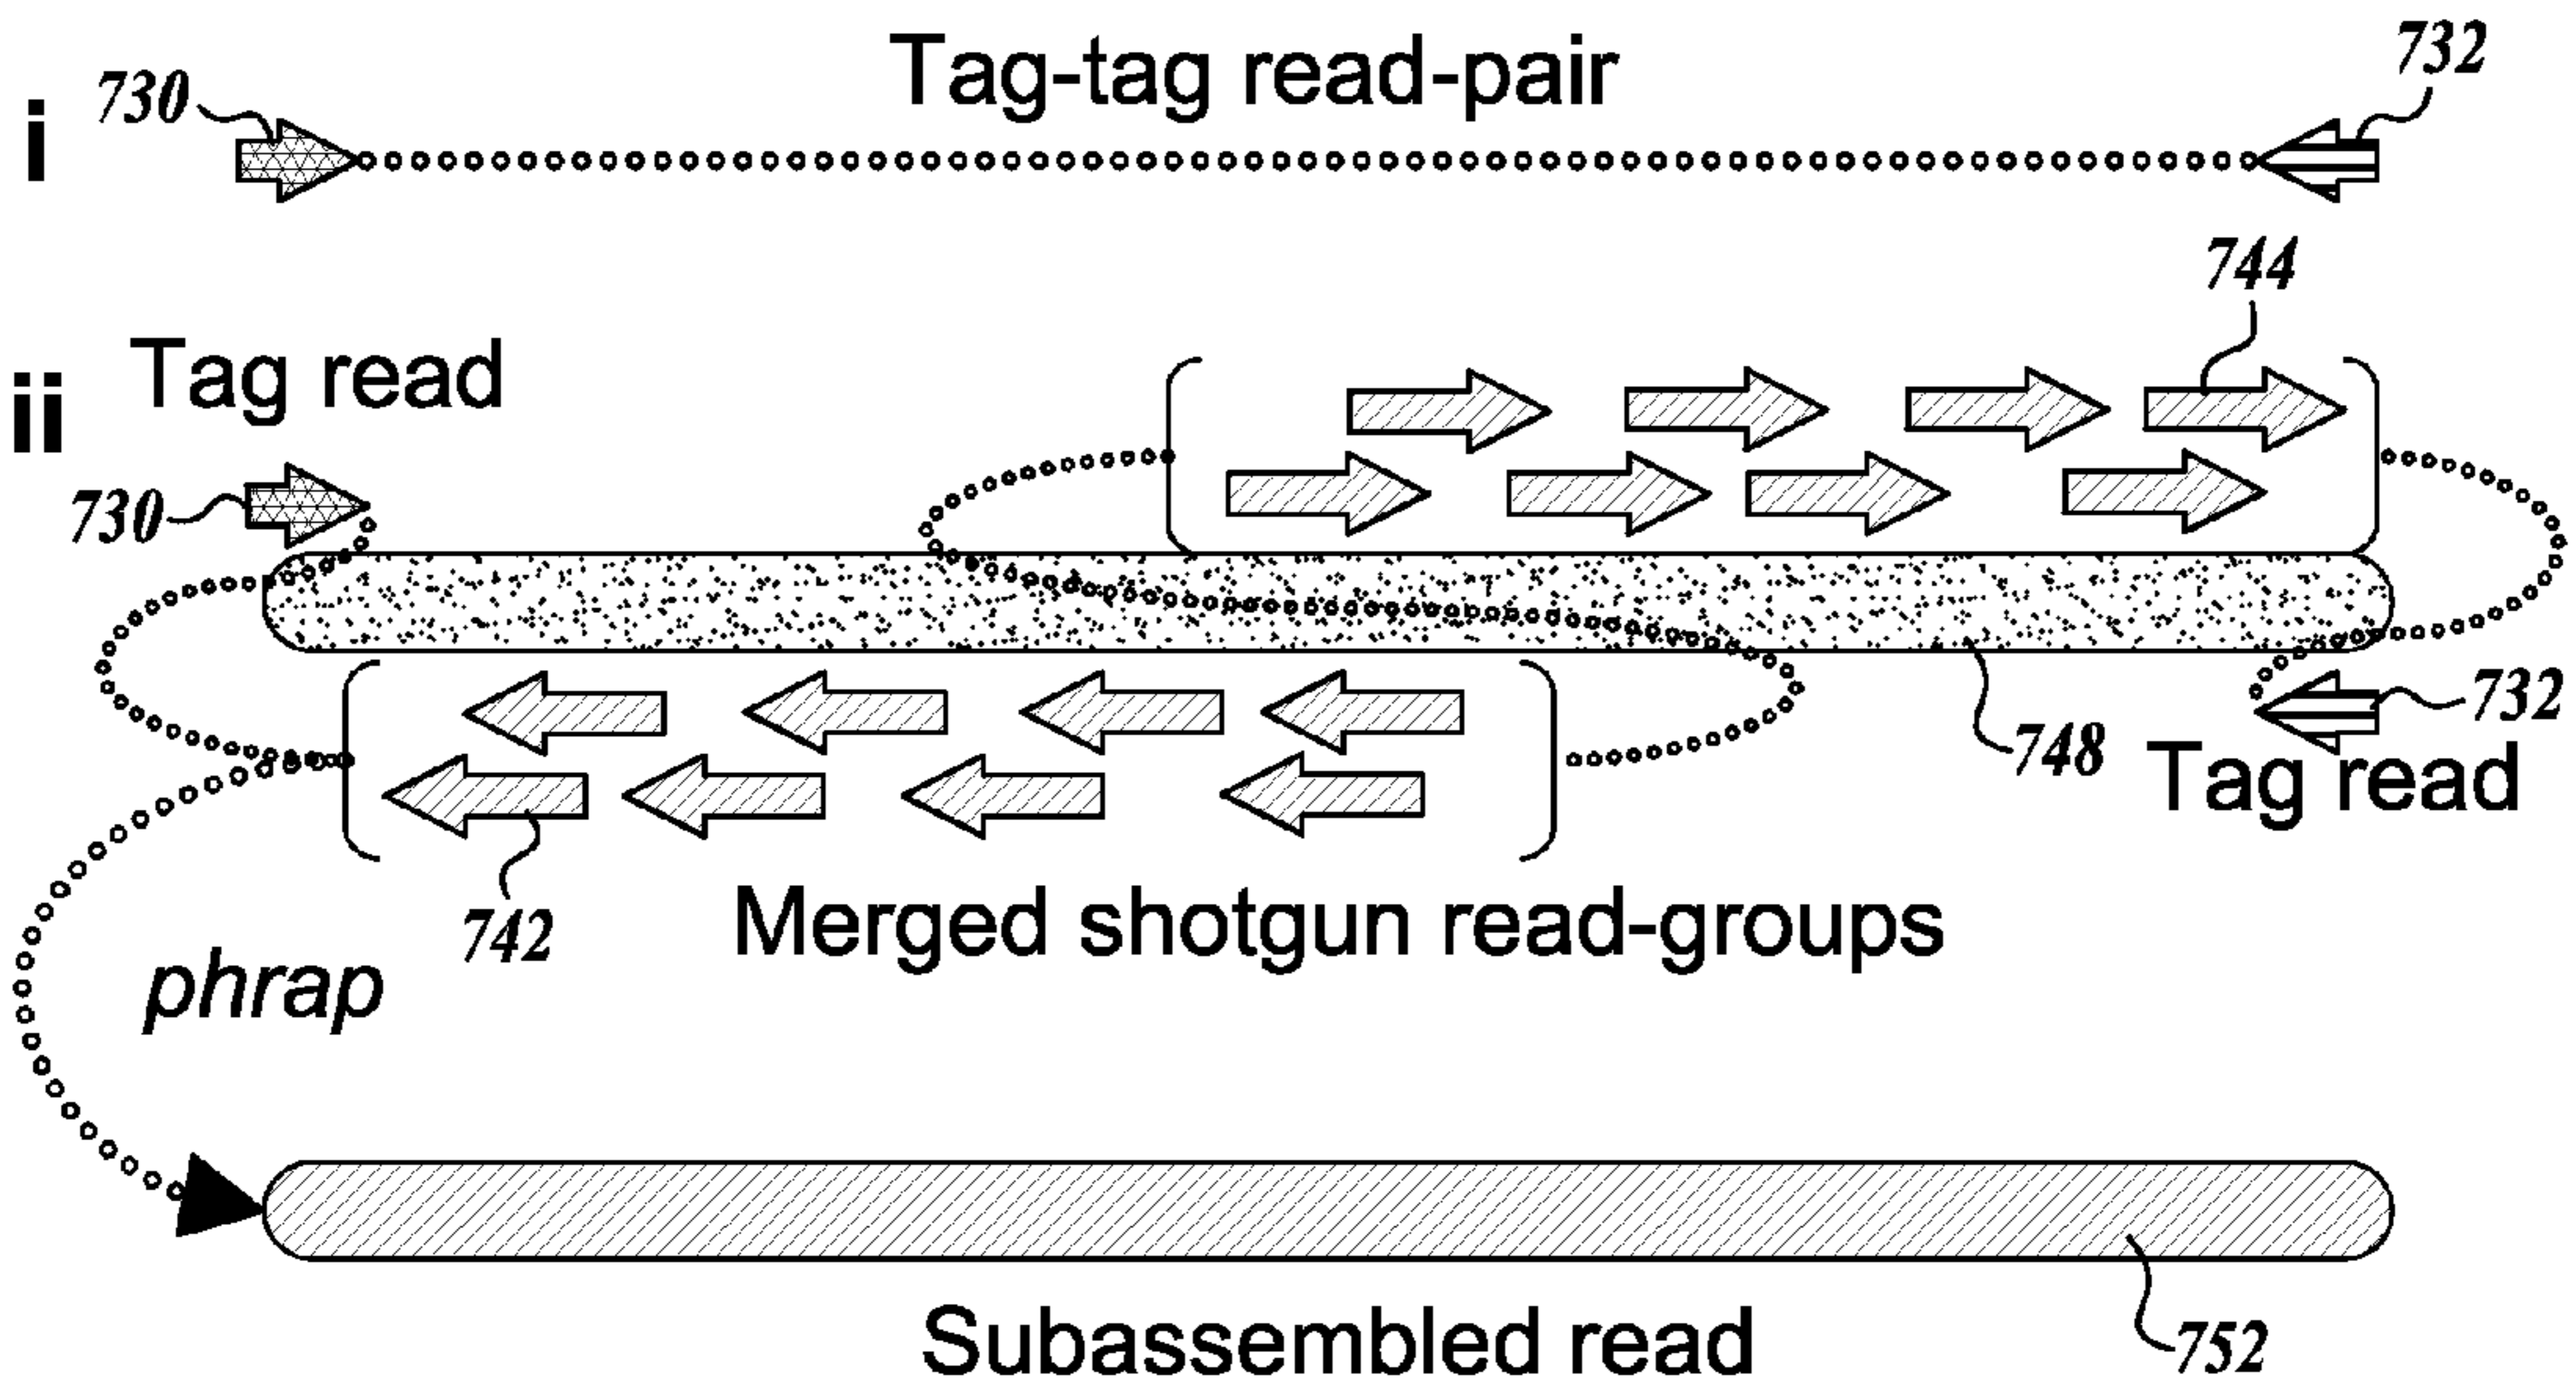 Tag-tag read-pair
732
i
730
744
Tag read
ii
730
732
748
Tag read
742
Merged shotgun read-groups
phrap
Subassembled read
752